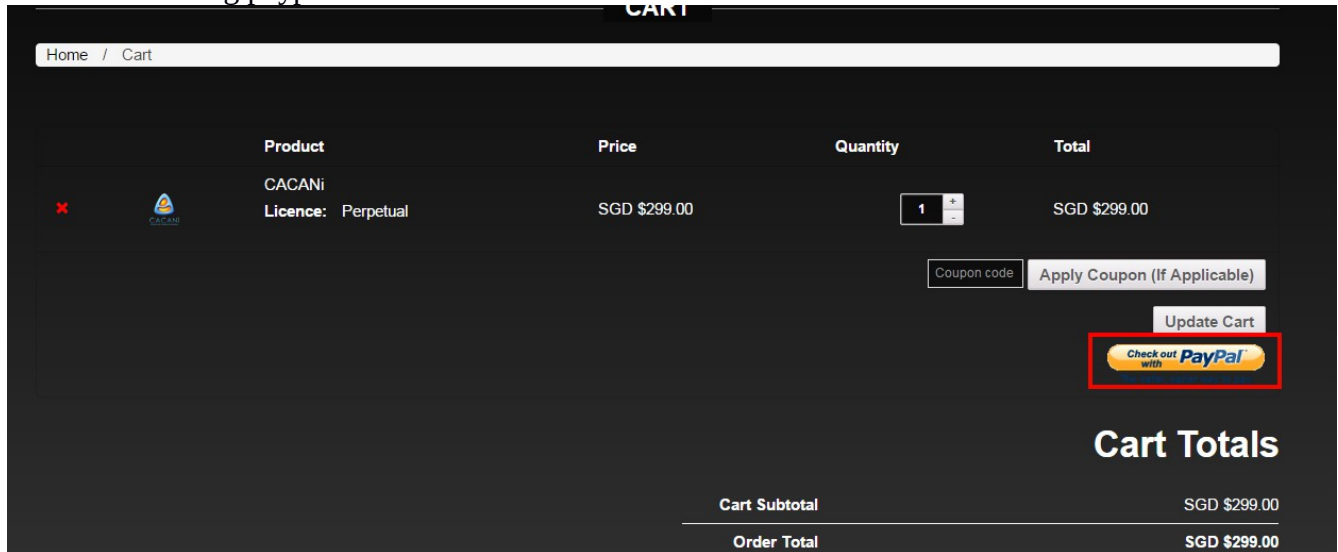 CART
Home / Cart
Product Price Quantity Total
CACANi
Licence: Perpetual SGD $299.00 1 + - SGD $299.00
CACANI
Coupon code Apply Coupon (If Applicable)
Update Cart
Check out with PayPal
Cart Totals
Cart Subtotal SGD $299.00
Order Total SGD $299.00